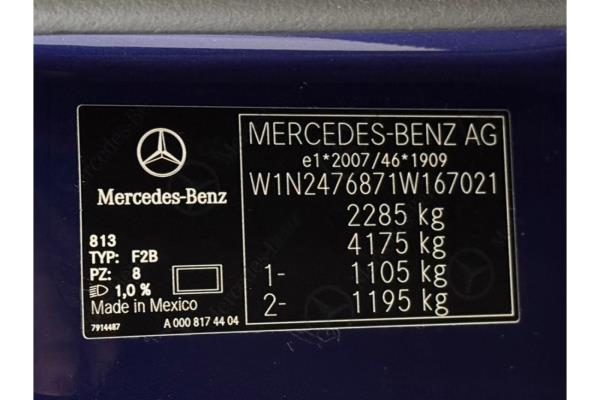 Mercedes-Benz
813
TYP: F2B
PZ: 8
1,0 %
Made in Mexico
7914487
A 000 817 44 04
MERCEDES-BENZ AG
e1*2007/46*1909
W1N2476871W167021
2285 kg
4175 kg
1- 1105 kg
2- 1195 kg